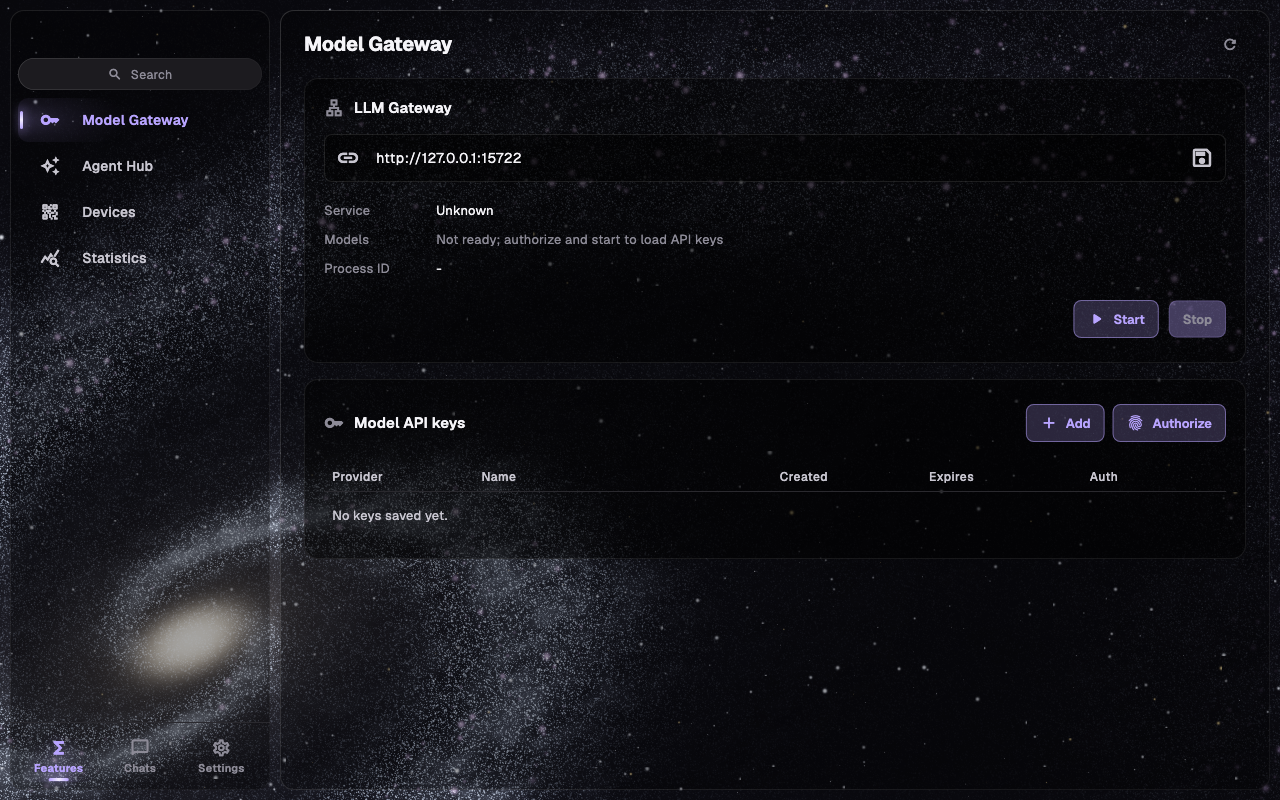 Model Gateway
Search
Model Gateway
Agent Hub
Devices
Statistics
LLM Gateway
http://127.0.0.1:15722
Service Unknown
Models Not ready; authorize and start to load API keys
Process ID -
Start Stop
Model API keys
Add Authorize
Provider Name Created Expires Auth
No keys saved yet.
Features Chats Settings